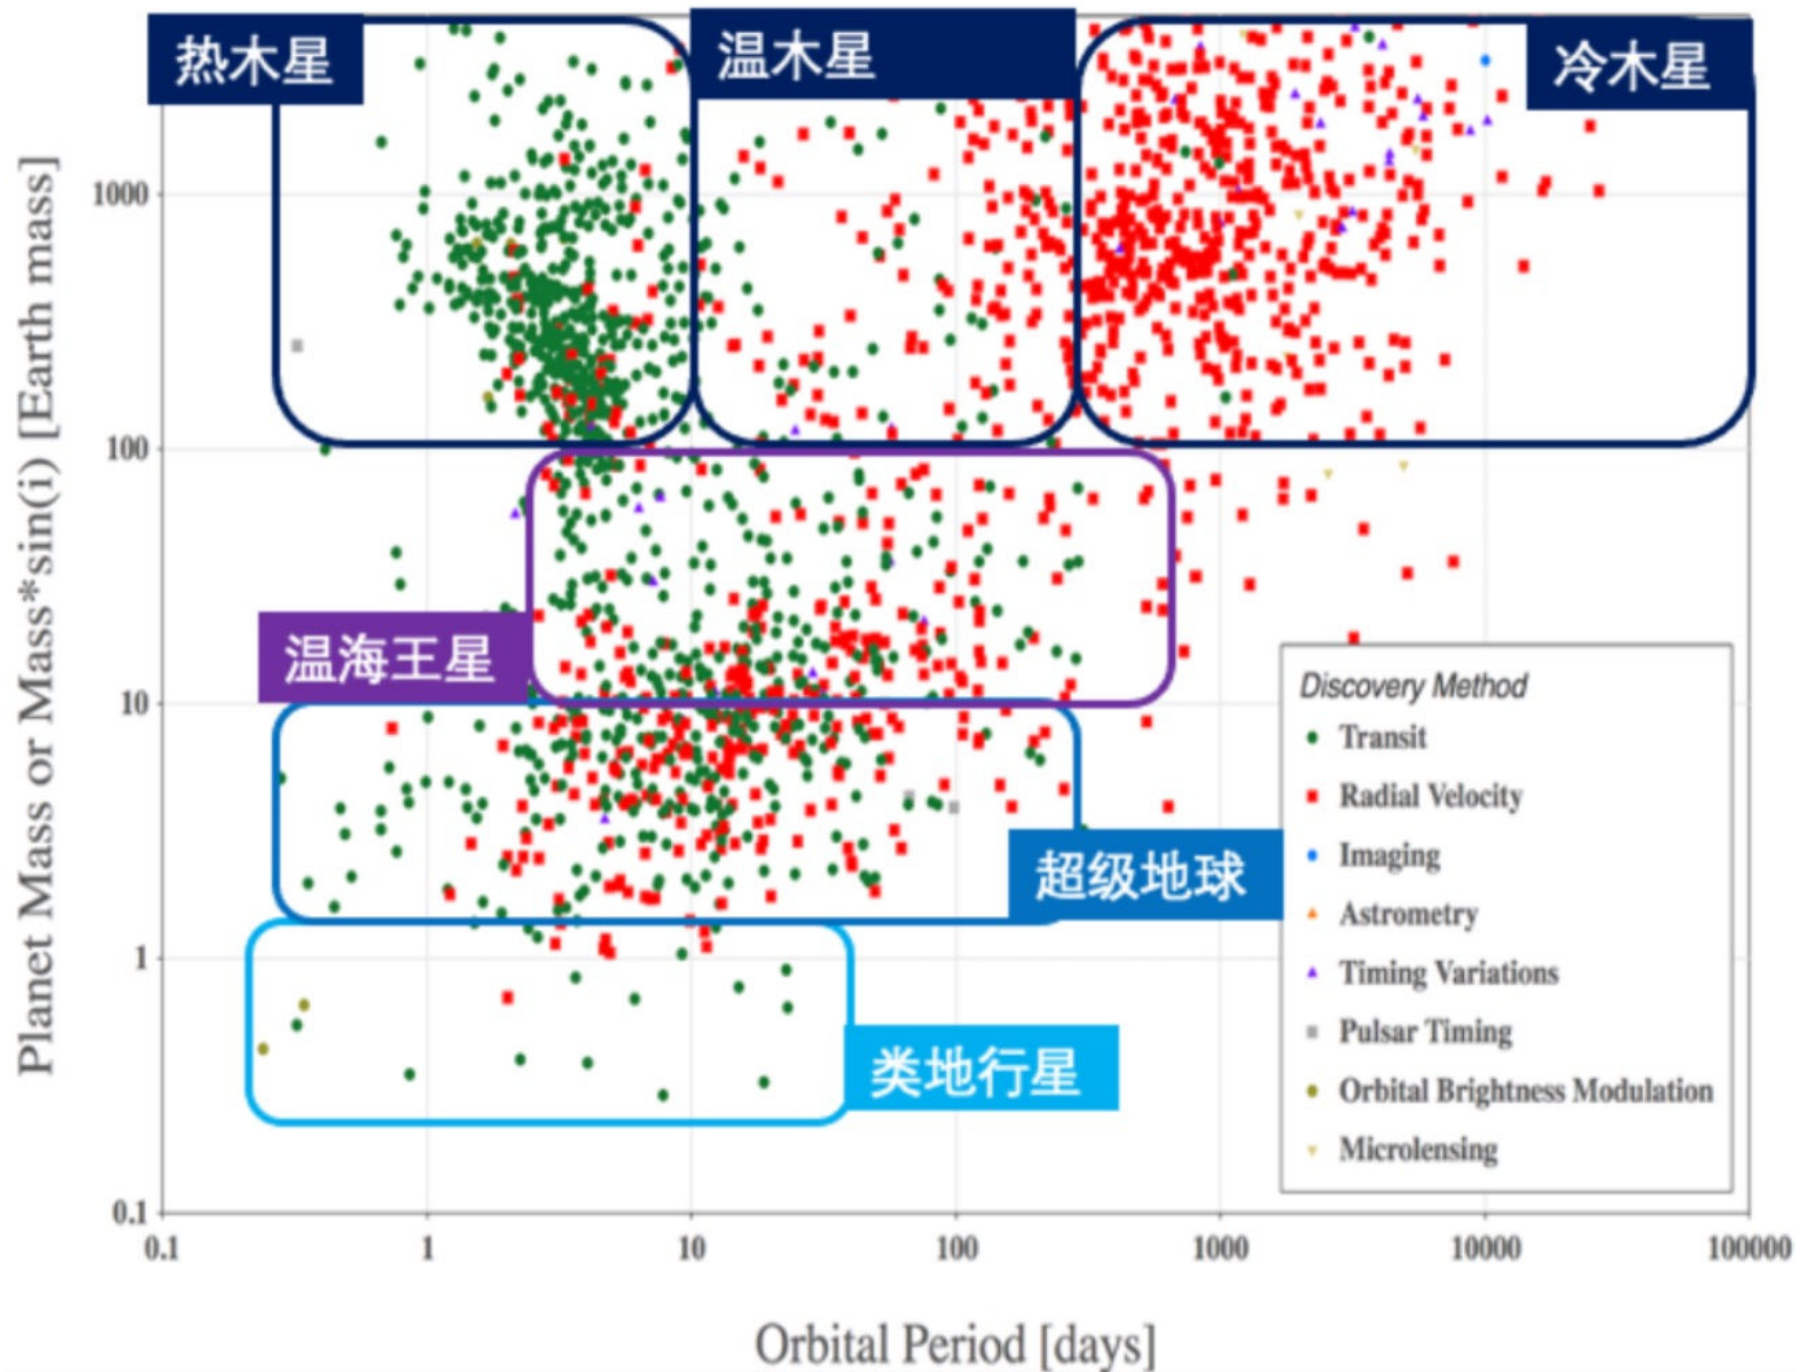 热木星
温木星
冷木星
Planet Mass or Mass*sin(i) [Earth mass]
1000
100
10
1
0.1
温海王星
超级地球
类地行星
Discovery Method
Transit
Radial Velocity
Imaging
Astrometry
Timing Variations
Pulsar Timing
Orbital Brightness Modulation
Microlensing
0.1
1
10
100
1000
10000
100000
Orbital Period [days]